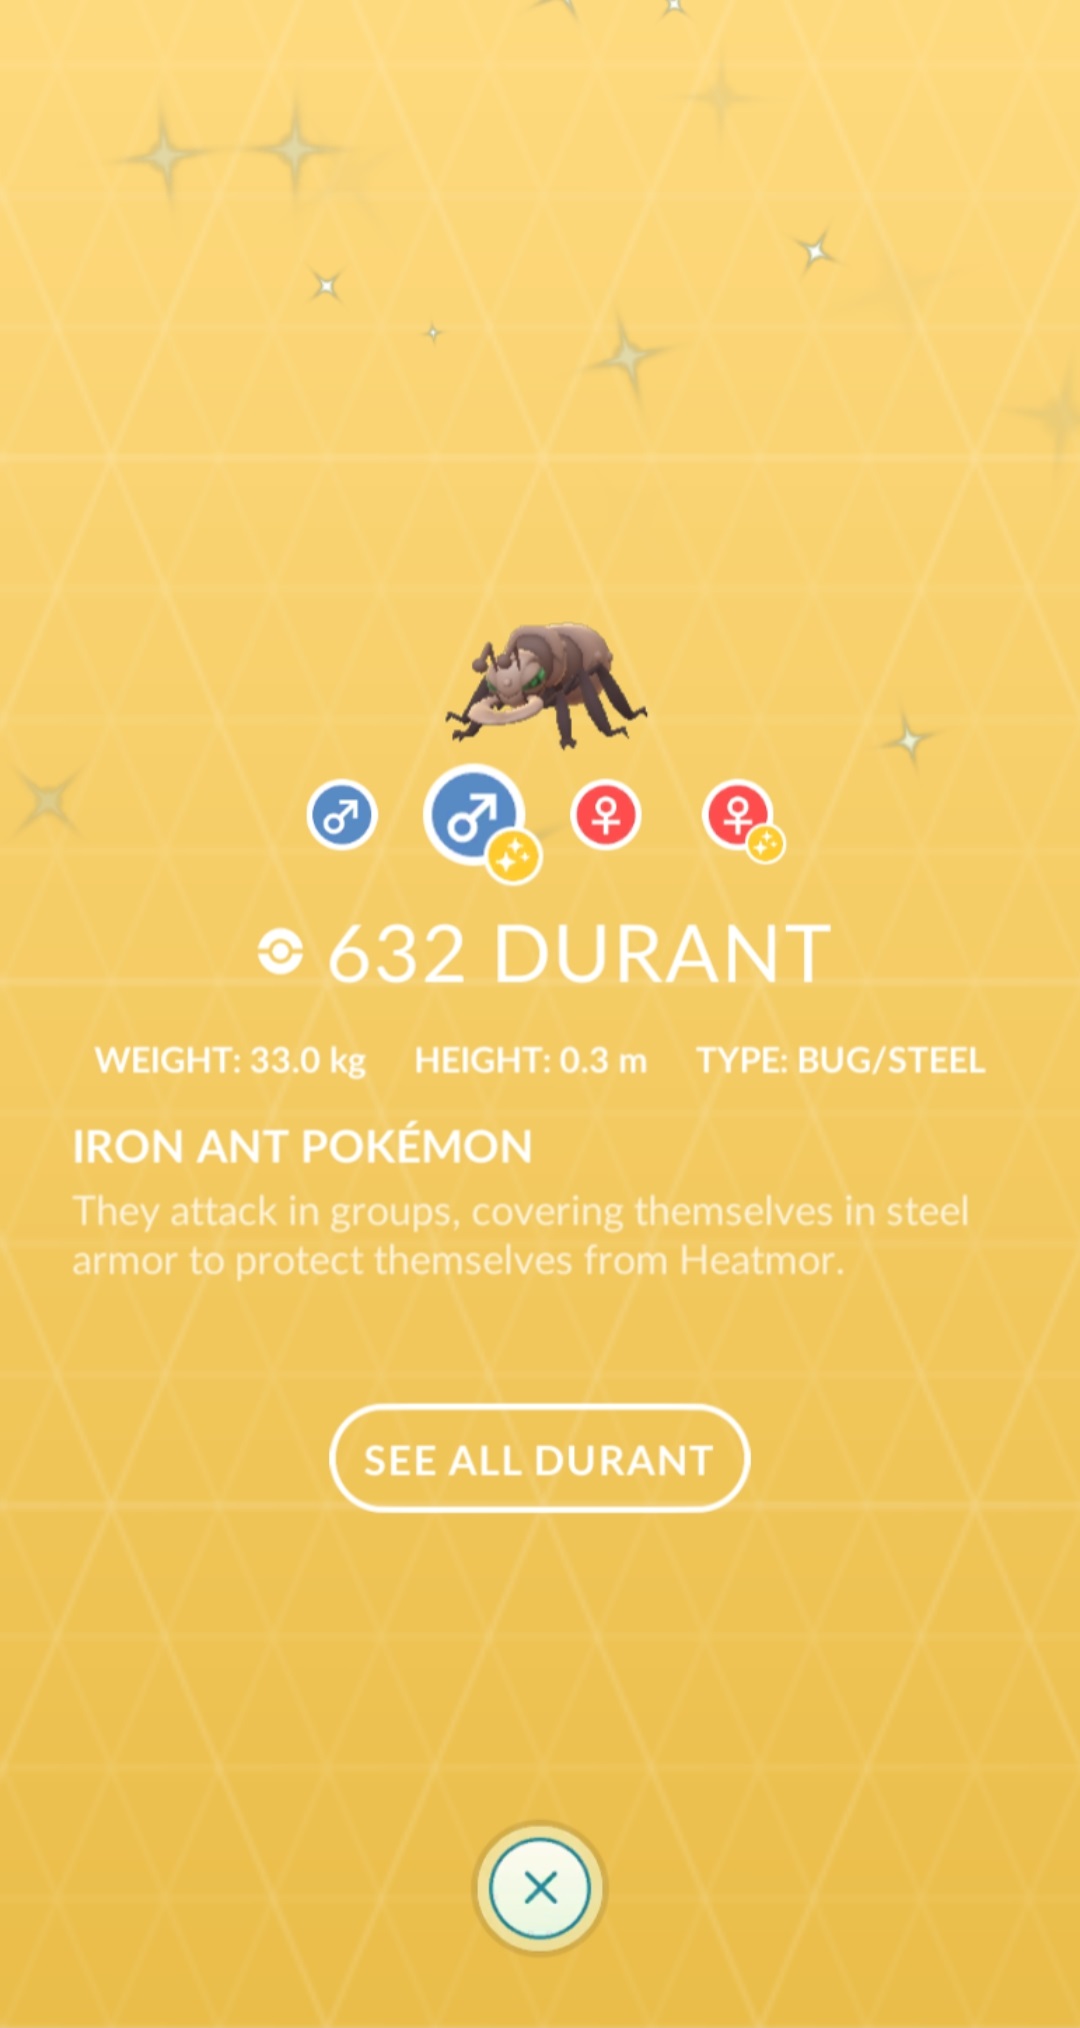 632 DURANT
WEIGHT: 33.0 kg HEIGHT: 0.3 m TYPE: BUG/STEEL
IRON ANT POKÉMON
They attack in groups, covering themselves in steel
armor to protect themselves from Heatmor.
SEE ALL DURANT